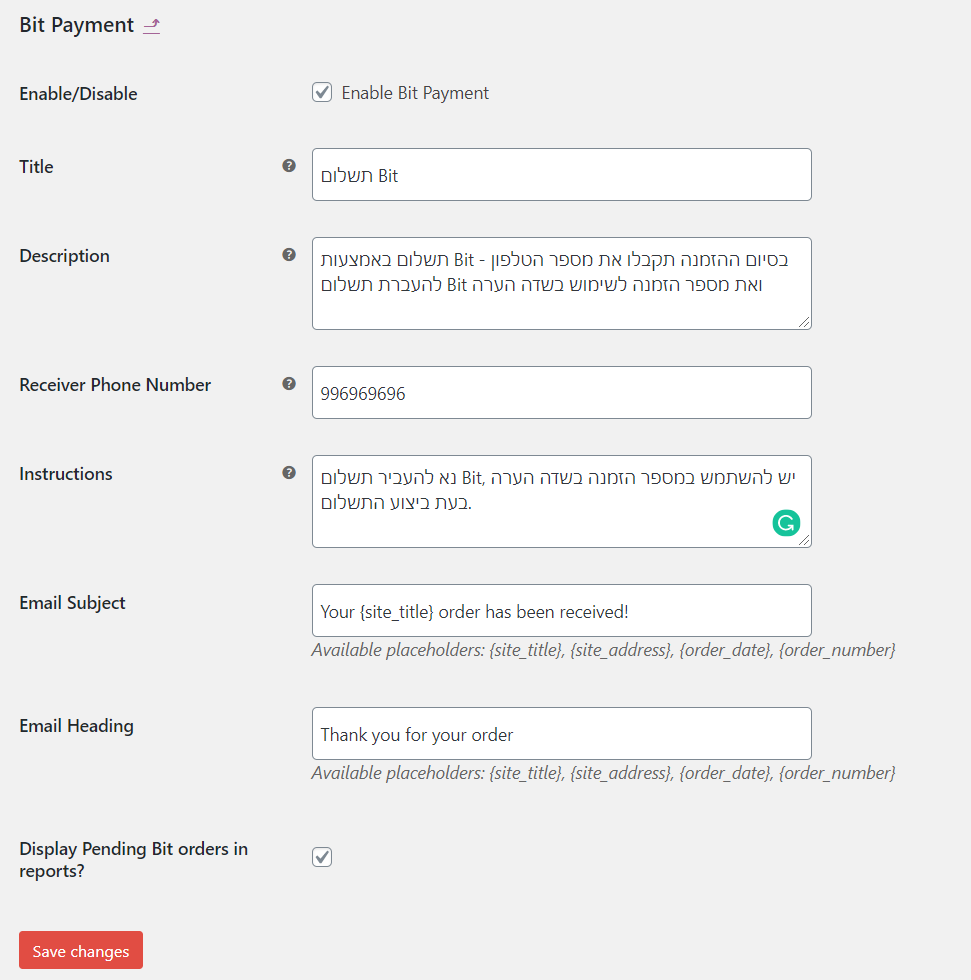 Bit Payment
Enable/Disable
Enable Bit Payment
Title
תשלום Bit
Description
תשלום באמצעות Bit - בסיום ההזמנה תקבלו את מספר הטלפון
להעברת תשלום Bit ואת מספר הזמנה לשימוש בשדה הערה
Receiver Phone Number
996969696
Instructions
נא להעביר תשלום Bit, יש להשתמש במספר הזמנה בשדה הערה
בעת ביצוע התשלום.
Email Subject
Your {site_title} order has been received!
Available placeholders: {site_title}, {site_address}, {order_date}, {order_number}
Email Heading
Thank you for your order
Available placeholders: {site_title}, {site_address}, {order_date}, {order_number}
Display Pending Bit orders in
reports?
Save changes